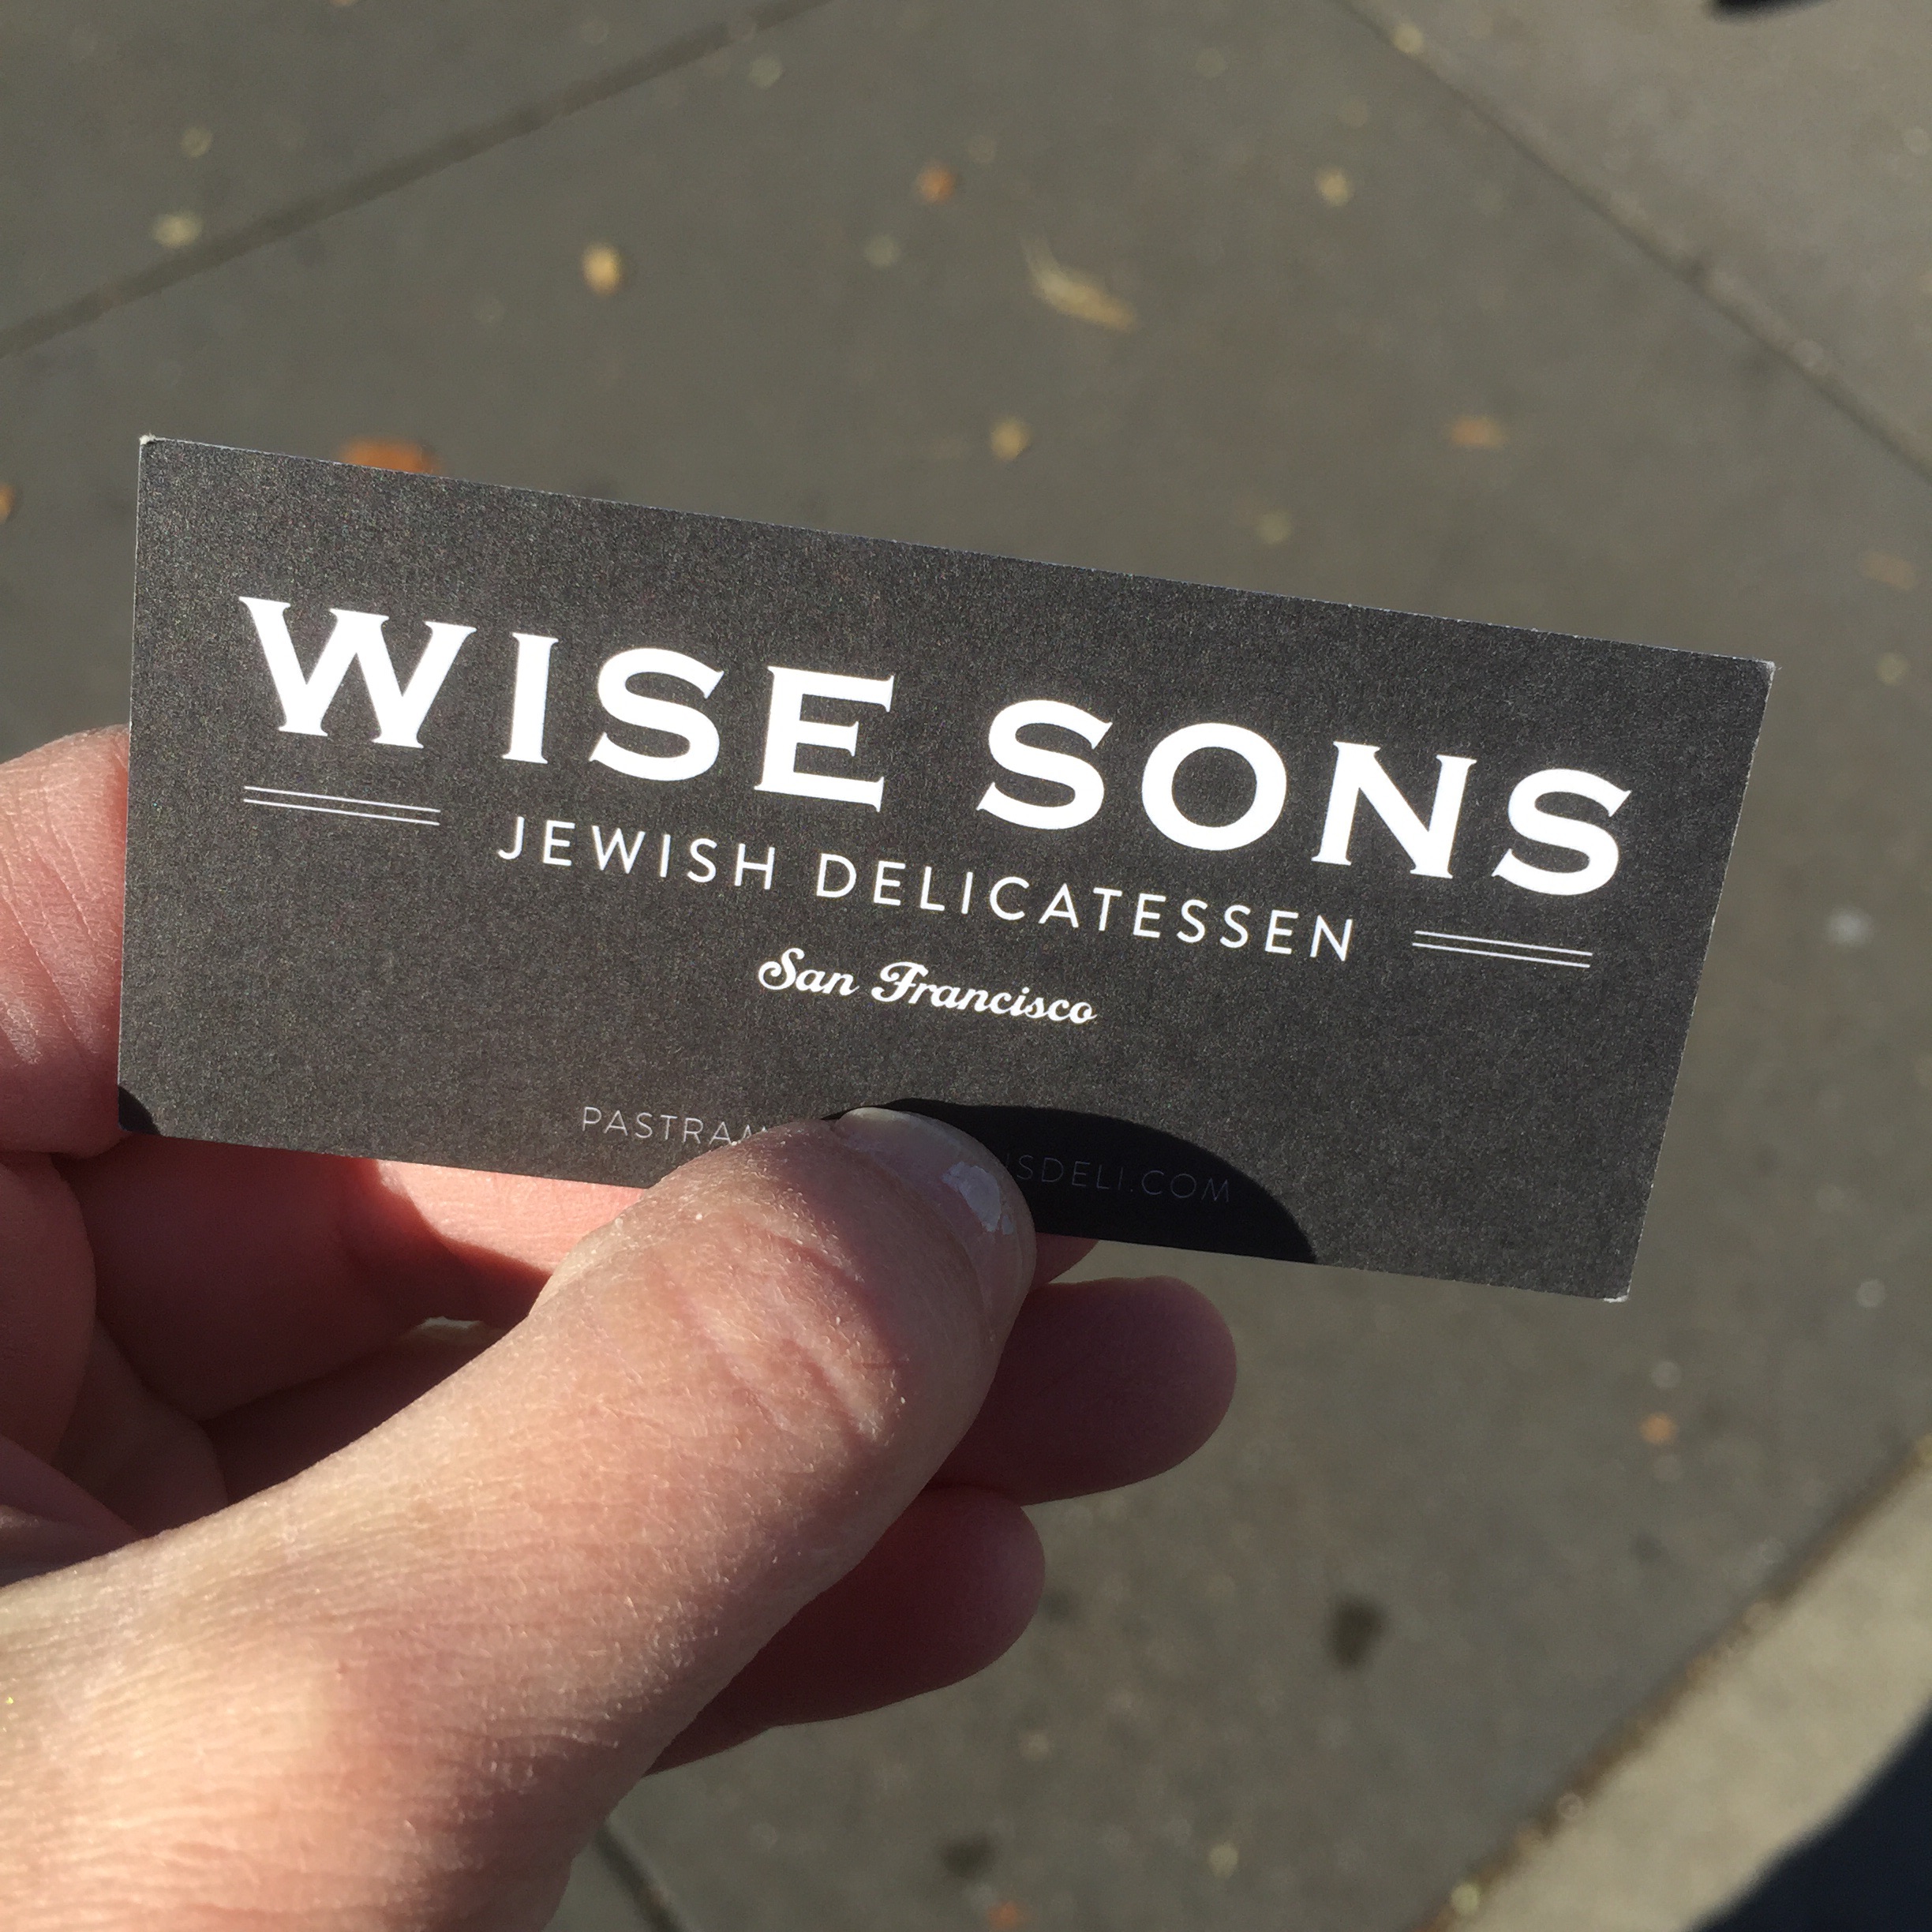 WISE SONS
JEWISH DELICATESSEN
San Francisco